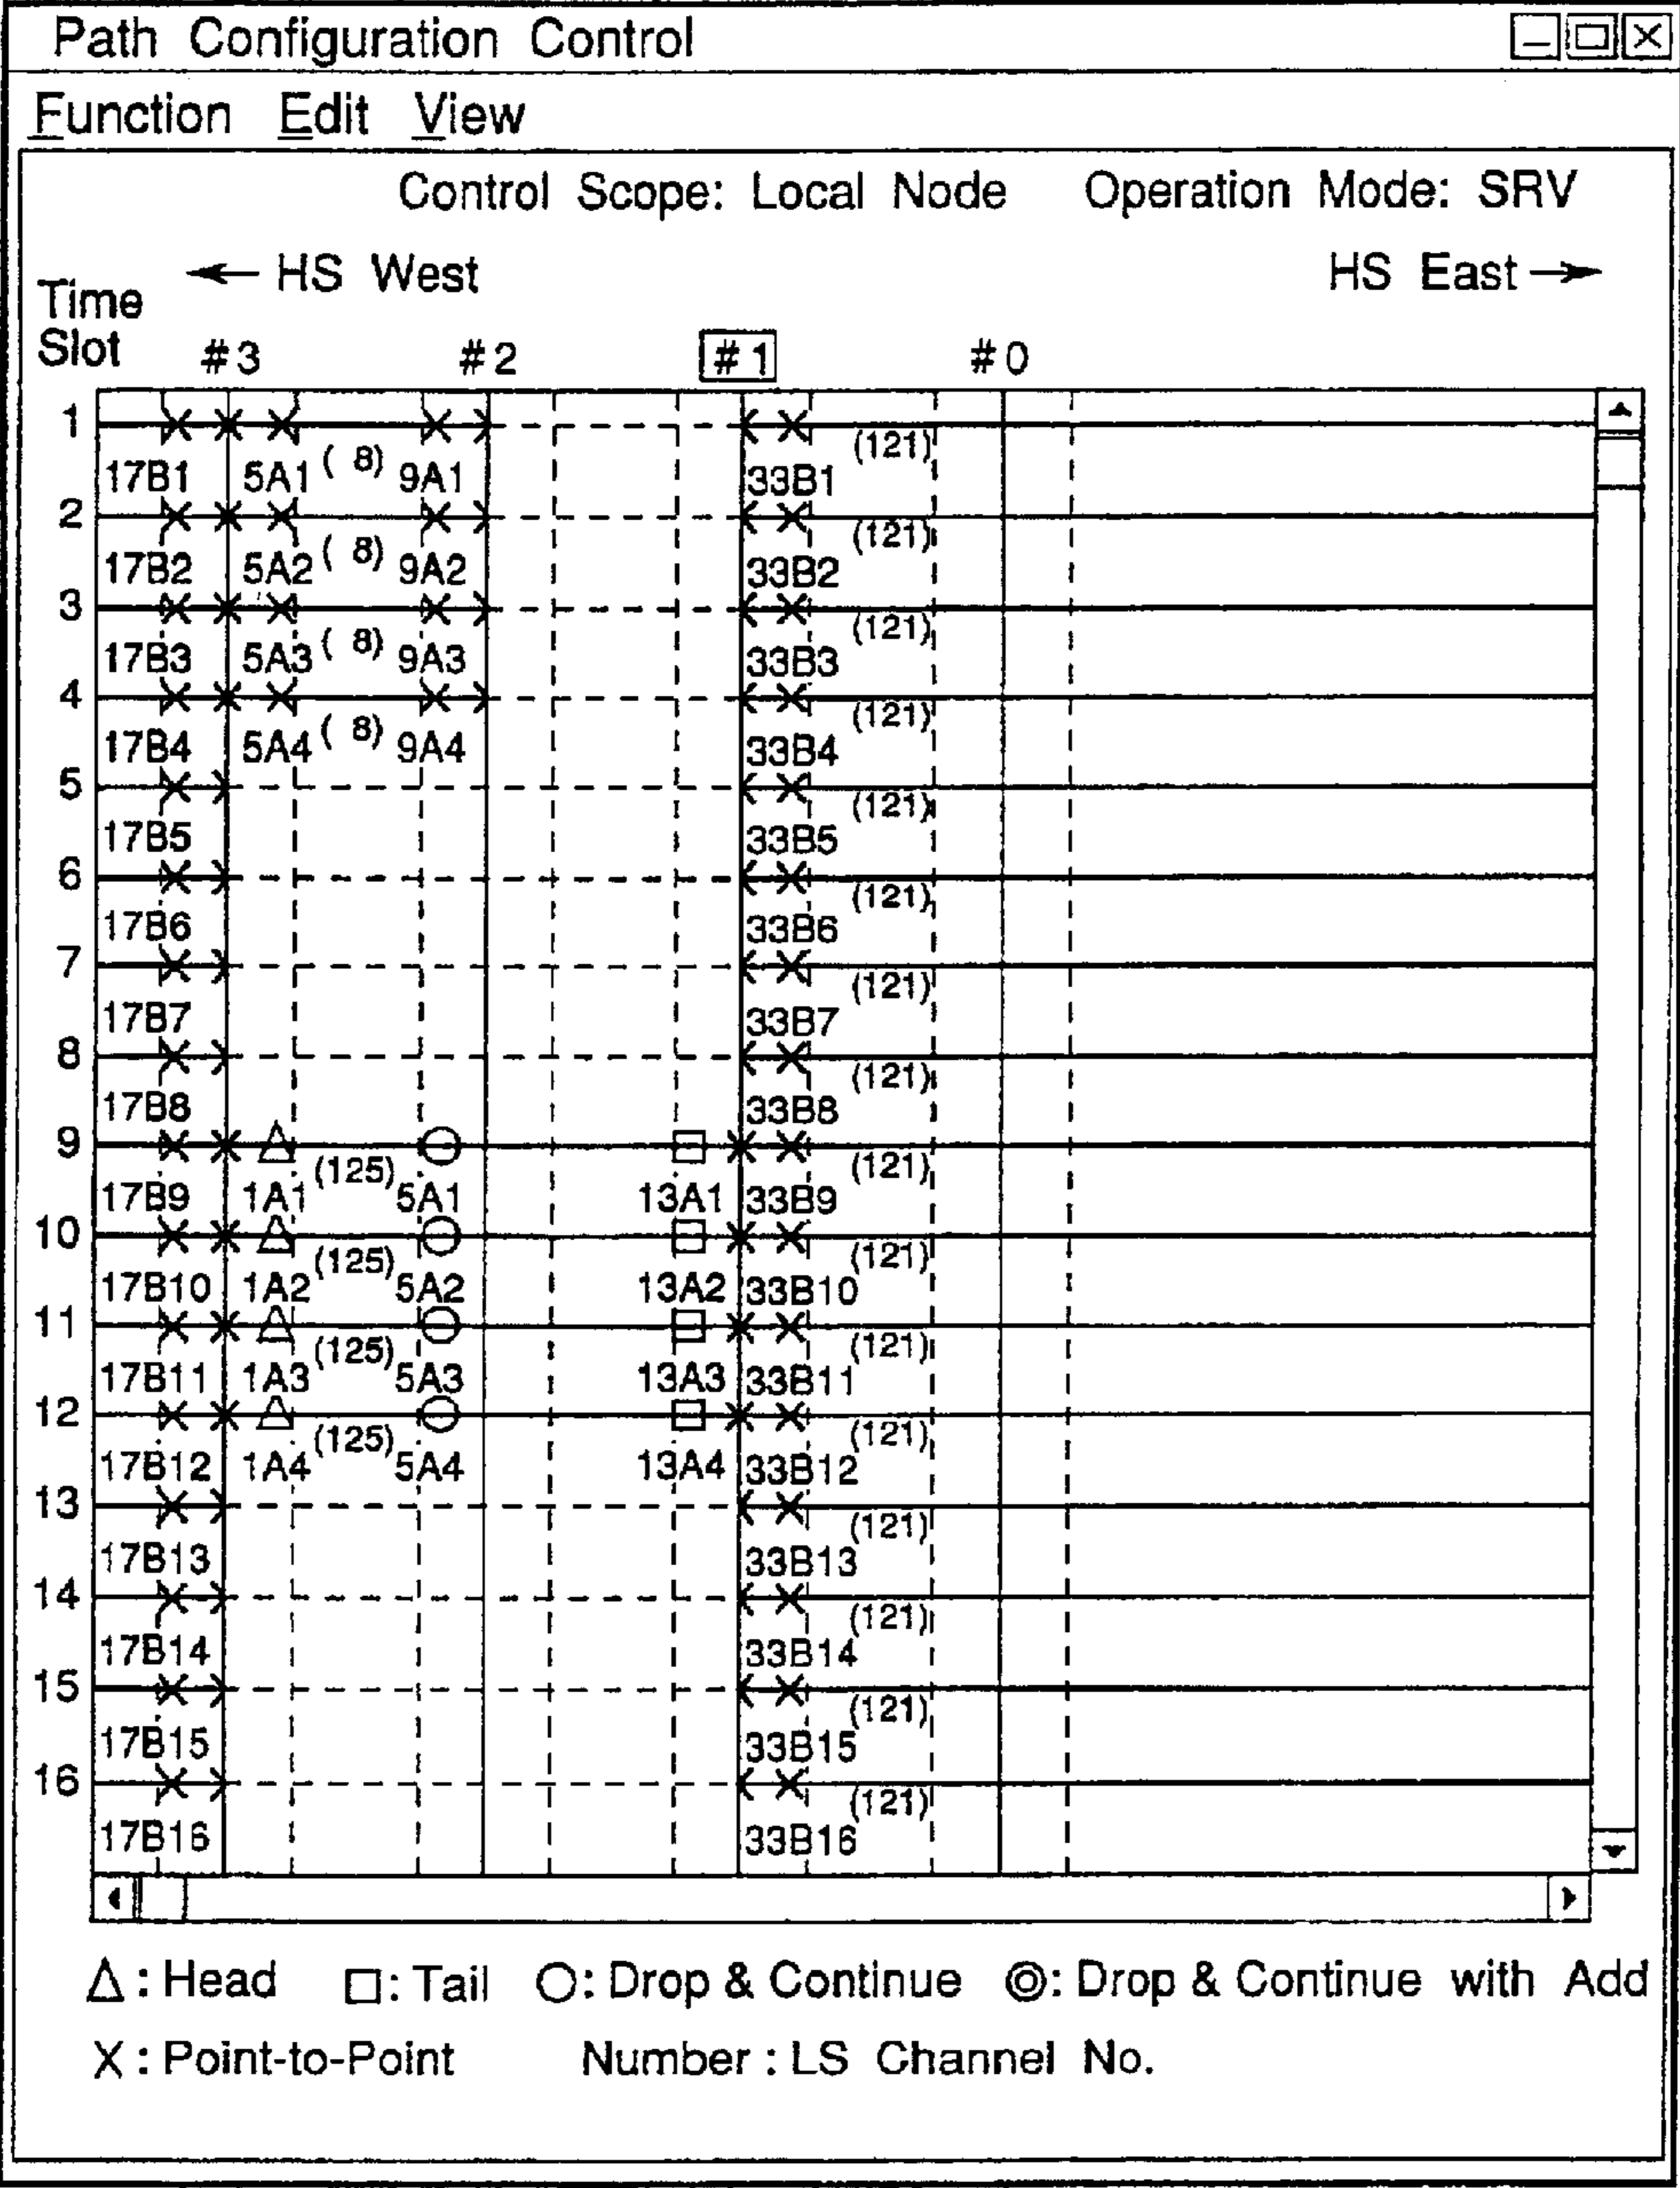 Path Configuration Control
Function Edit View
Control Scope: Local Node Operation Mode: SRV
← HS West HS East →
Time
Slot #3 #2 #1 #0
1
(121)
17B1 5A1 ( 8) 9A1 33B1
2
(121)
17B2 5A2 ( 8) 9A2 33B2
3
(121)
17B3 5A3 ( 8) 9A3 33B3
4
(121)
17B4 5A4 ( 8) 9A4 33B4
5
(121)
17B5 33B5
6
(121)
17B6 33B6
7
(121)
17B7 33B7
8
(121)
17B8 33B8
9
(125) (121)
17B9 1A1 5A1 13A1 33B9
10
(125) (121)
17B10 1A2 5A2 13A2 33B10
11
(125) (121)
17B11 1A3 5A3 13A3 33B11
12
(125) (121)
17B12 1A4 5A4 13A4 33B12
13
(121)
17B13 33B13
14
(121)
17B14 33B14
15
(121)
17B15 33B15
16
(121)
17B16 33B16
△: Head □: Tail ○: Drop & Continue ◎: Drop & Continue with Add
X: Point-to-Point Number: LS Channel No.